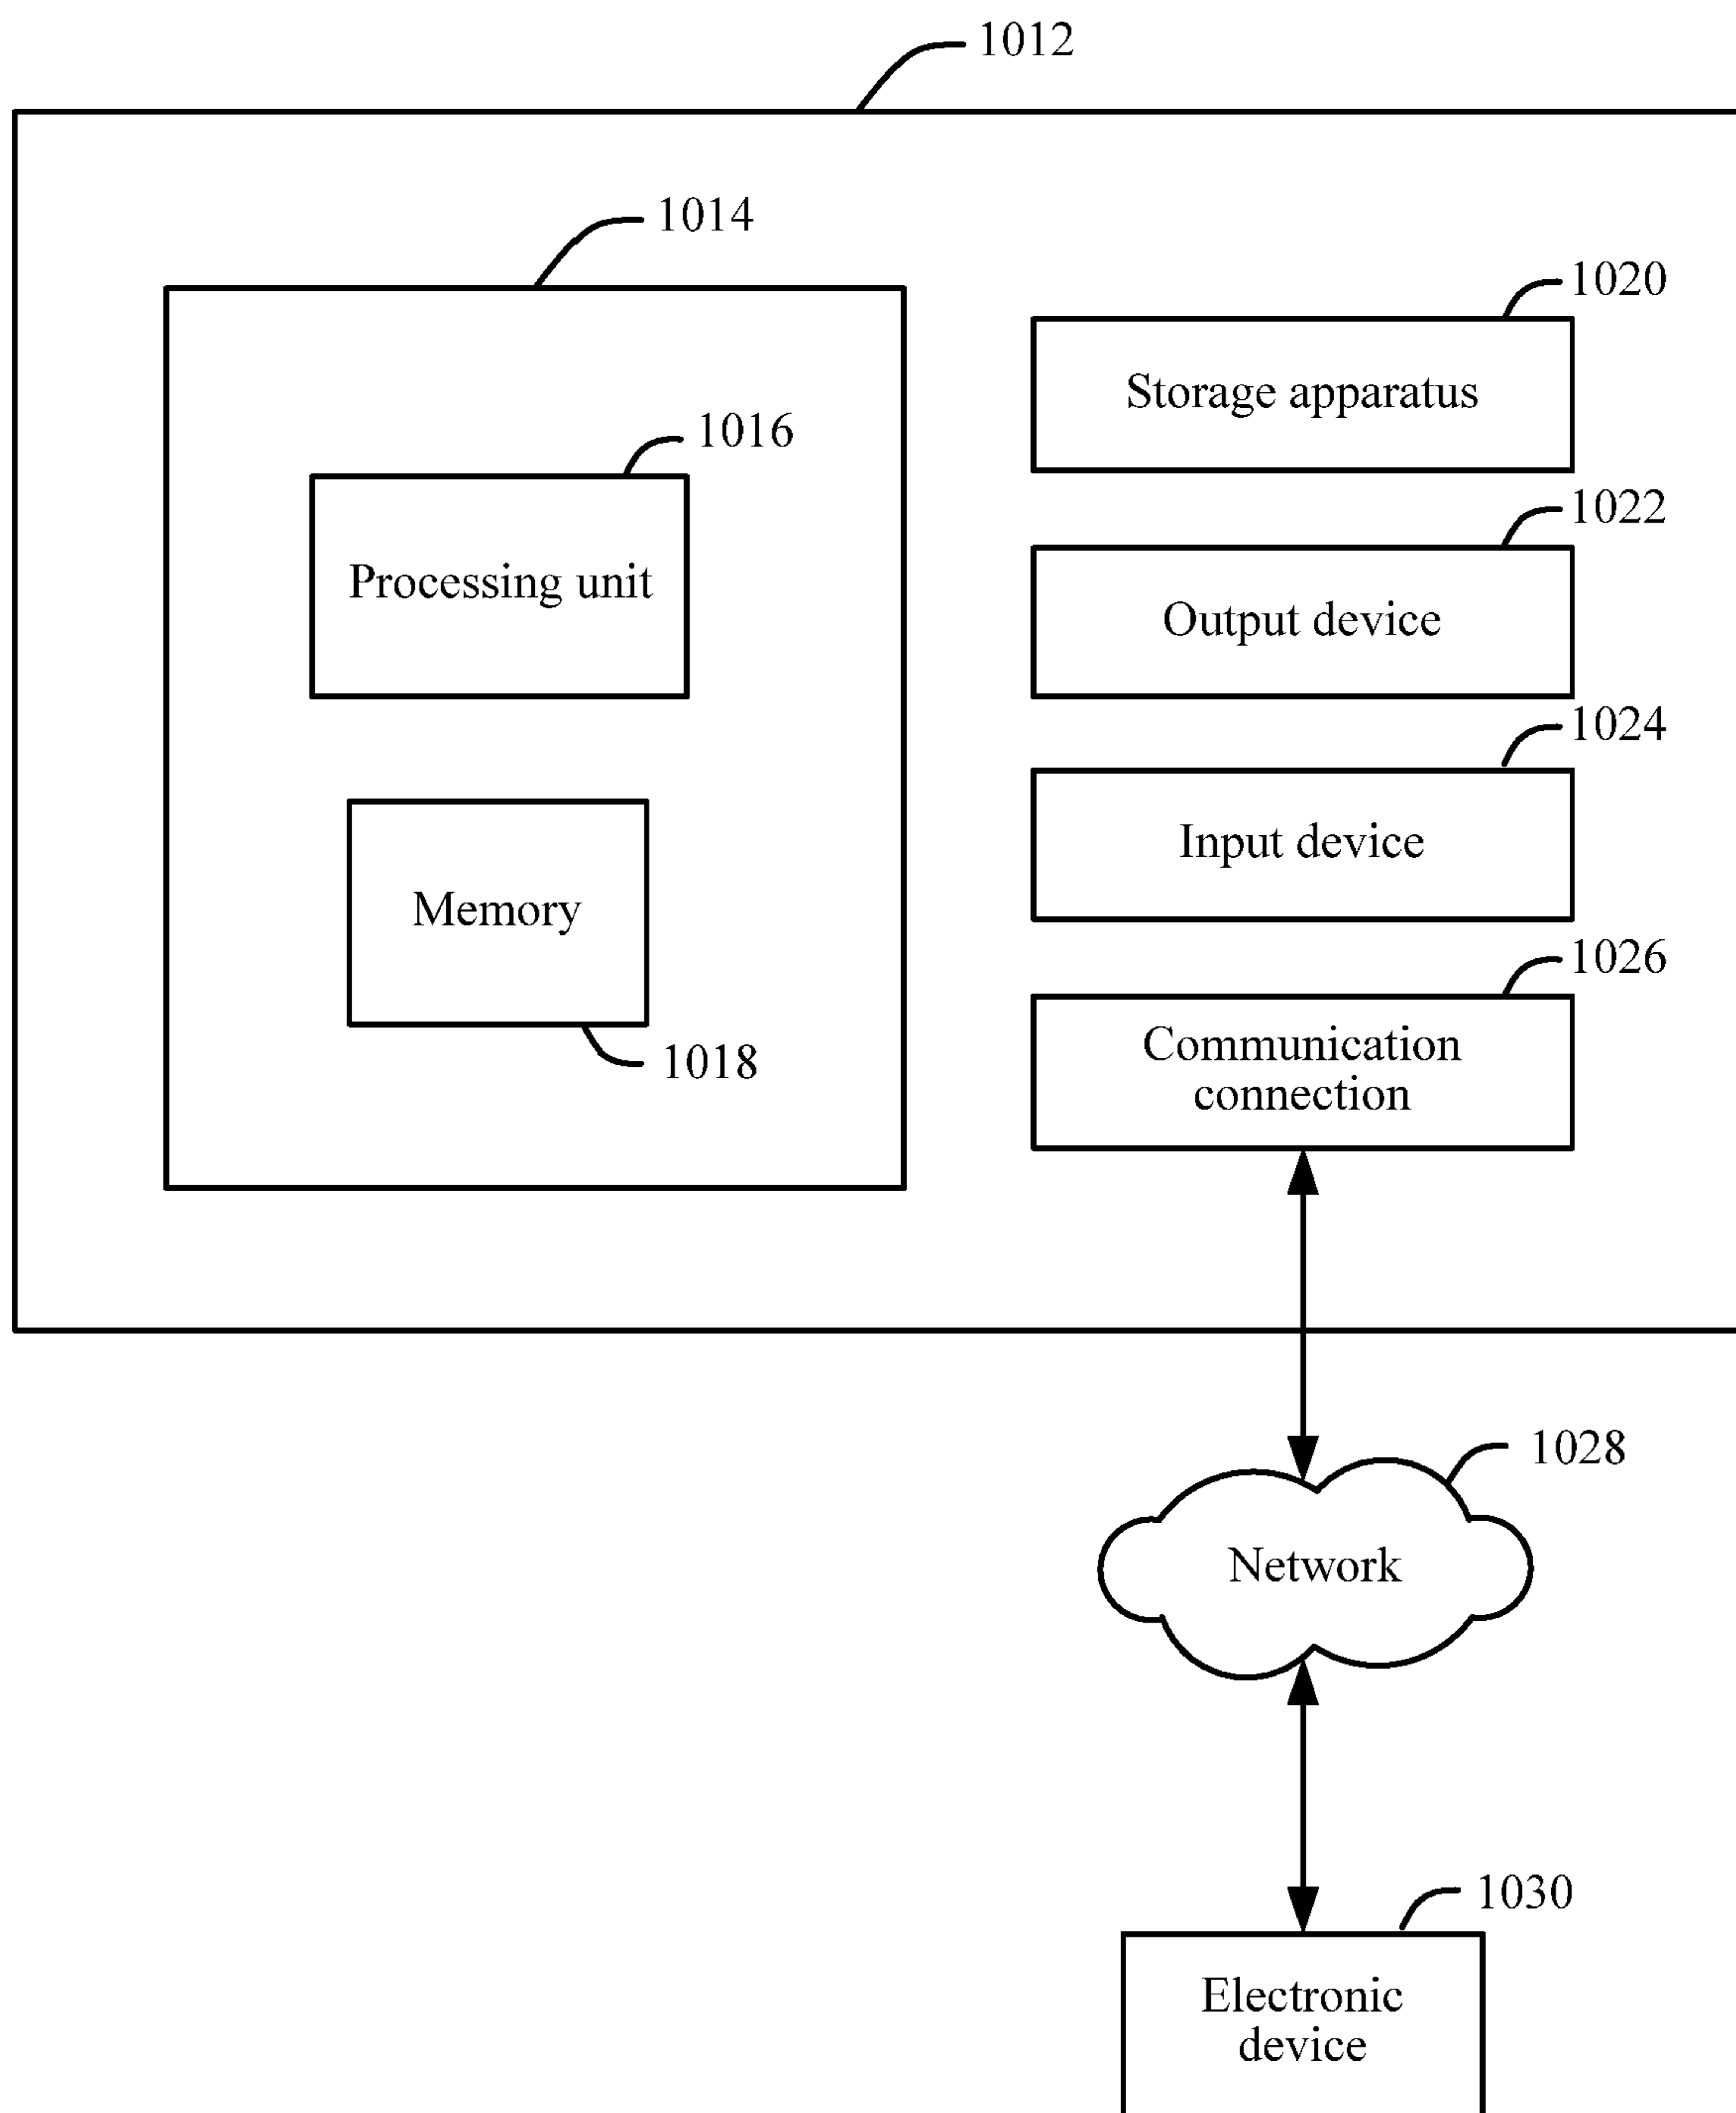 1012
1014
1020
Storage apparatus
1016
Processing unit
1022
Output device
1024
Input device
Memory
1018
1026
Communication
connection
1028
Network
1030
Electronic
device